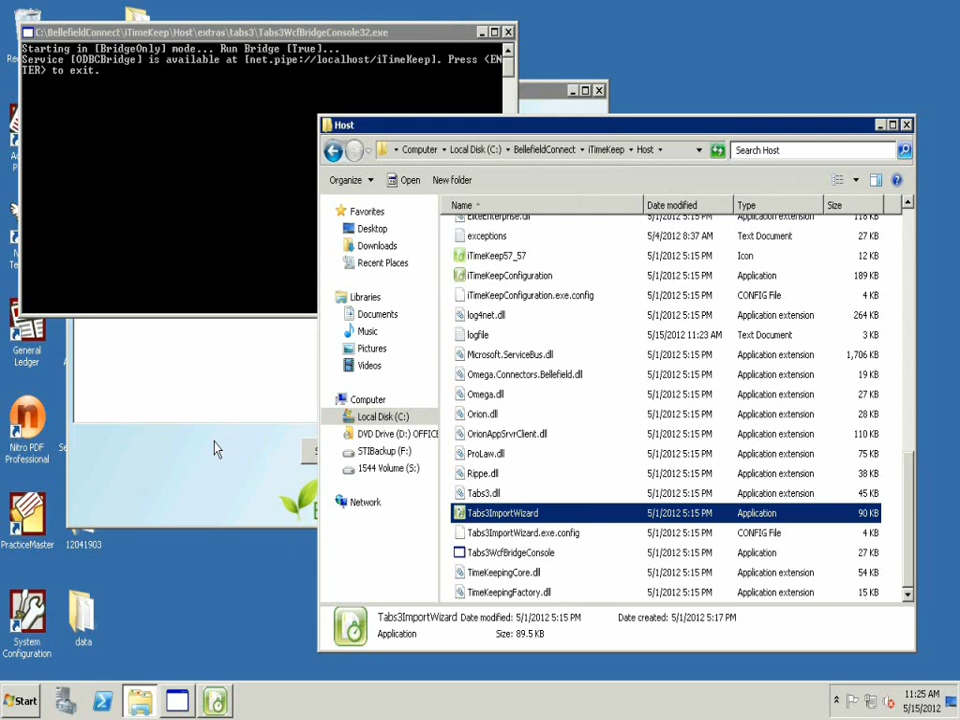 C:\BellefieldConnect\iTimeKeep\Host\extras\tabs3\Tabs3WcfBridgeConsole32.exe
Starting in [BridgeOnly] mode... Run Bridge [True]...
Service [ODBCBridge] is available at [net.pipe://localhost/iTimeKeep]. Press <EN
TER> to exit.
Host
Computer Local Disk (C:) BellefieldConnect iTimeKeep Host
Search Host
Organize Open New folder
Name Date modified Type Size
EliteEnterprise.dll 5/1/2012 5:15 PM Application extension 118 KB
exceptions 5/4/2012 8:37 AM Text Document 27 KB
iTimeKeep57_57 5/1/2012 5:15 PM Icon 12 KB
iTimeKeepConfiguration 5/1/2012 5:15 PM Application 189 KB
iTimeKeepConfiguration.exe.config 5/1/2012 5:15 PM CONFIG File 4 KB
log4net.dll 5/1/2012 5:15 PM Application extension 264 KB
logfile 5/15/2012 11:23 AM Text Document 3 KB
Microsoft.ServiceBus.dll 5/1/2012 5:15 PM Application extension 1,706 KB
Omega.Connectors.Bellefield.dll 5/1/2012 5:15 PM Application extension 19 KB
Omega.dll 5/1/2012 5:15 PM Application extension 27 KB
Orion.dll 5/1/2012 5:15 PM Application extension 28 KB
OrionAppSrvrClient.dll 5/1/2012 5:15 PM Application extension 110 KB
ProLaw.dll 5/1/2012 5:15 PM Application extension 75 KB
Rippe.dll 5/1/2012 5:15 PM Application extension 38 KB
Tabs3.dll 5/1/2012 5:15 PM Application extension 45 KB
Tabs3ImportWizard 5/1/2012 5:15 PM Application 90 KB
Tabs3ImportWizard.exe.config 5/1/2012 5:15 PM CONFIG File 4 KB
Tabs3WcfBridgeConsole 5/1/2012 5:15 PM Application 27 KB
TimeKeepingCore.dll 5/1/2012 5:15 PM Application extension 54 KB
TimeKeepingFactory.dll 5/1/2012 5:15 PM Application extension 15 KB
Favorites
Desktop
Downloads
Recent Places
Libraries
Documents
Music
Pictures
Videos
Computer
Local Disk (C:)
DVD Drive (D:) OFFIC
STIBackup (F:)
1544 Volume (S:)
Network
Tabs3ImportWizard Date modified: 5/1/2012 5:15 PM Date created: 5/1/2012 5:17 PM
Application Size: 89.5 KB
General
Ledger
Nitro PDF
Professional
PracticeMaster
12041903
System
Configuration
data
Start
11:25 AM
5/15/2012